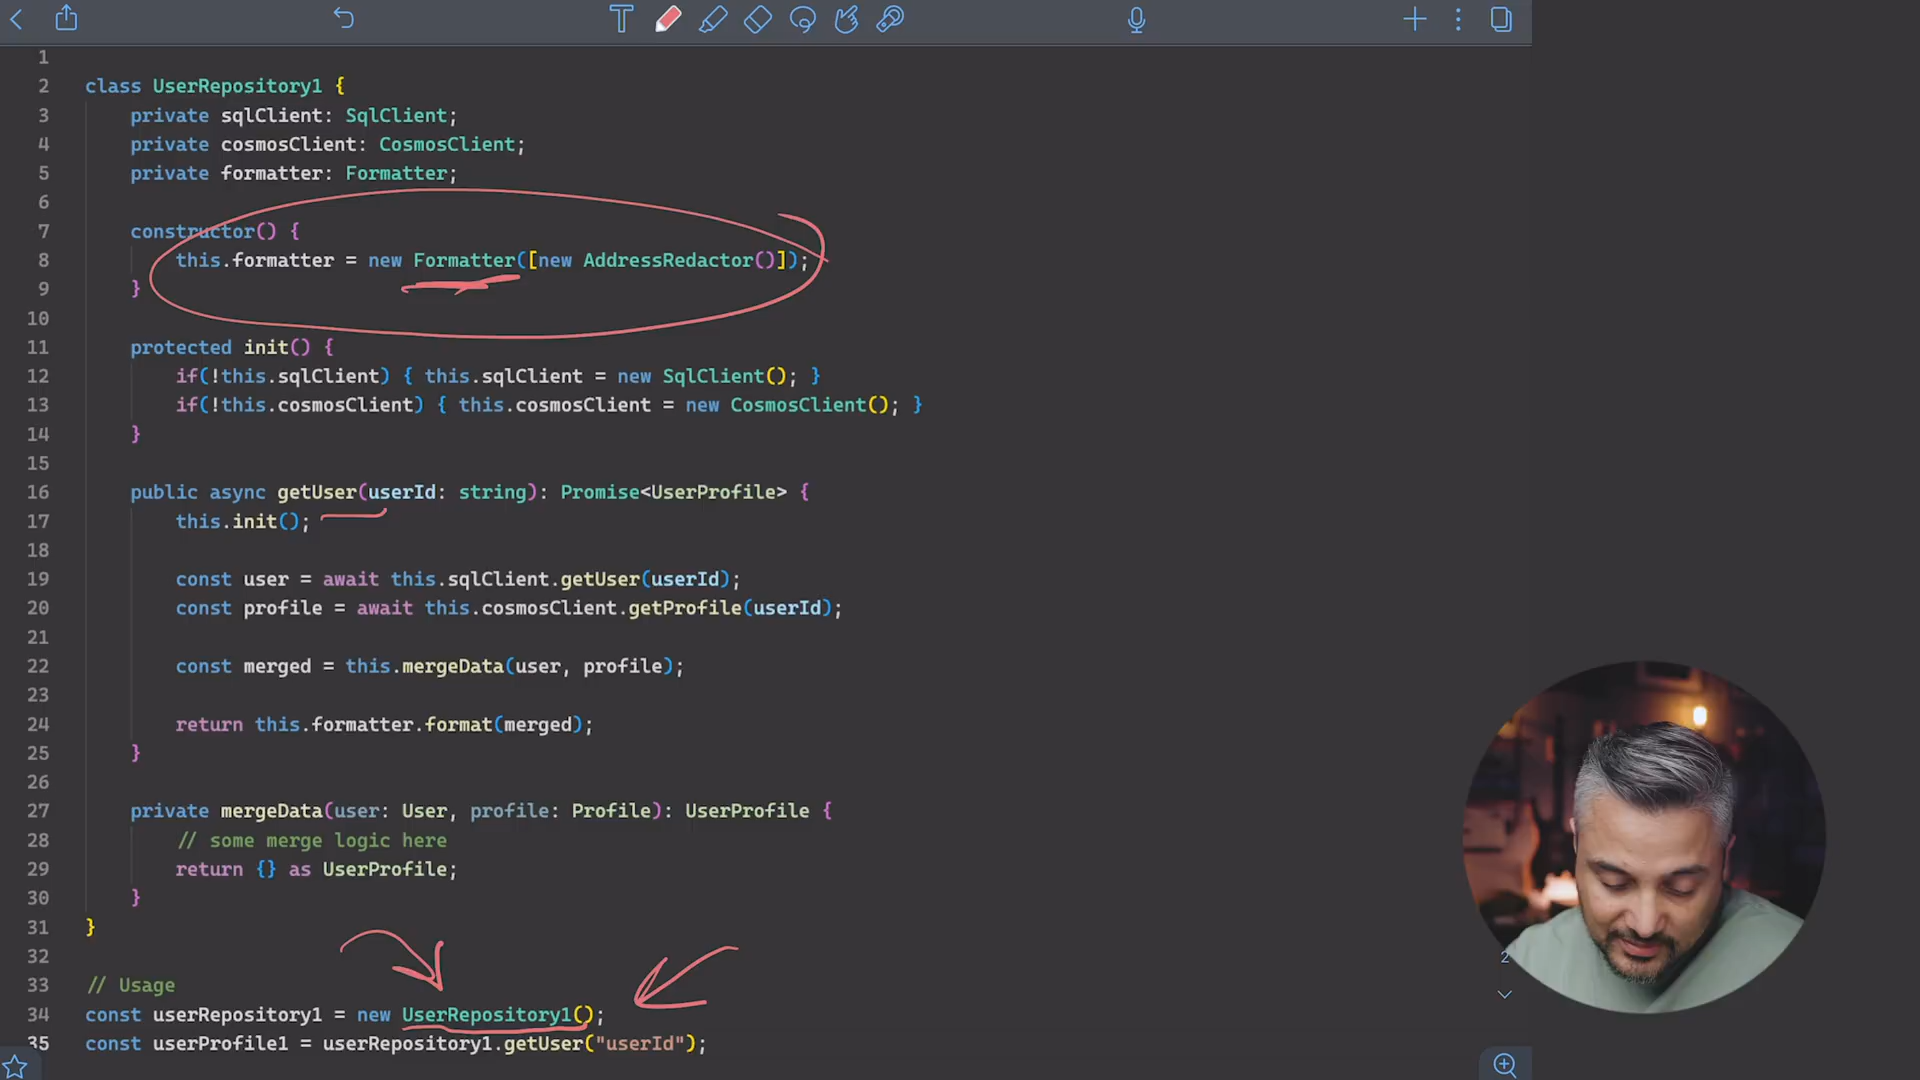 1
2 class UserRepository1 {
3 private sqlClient: SqlClient;
4 private cosmosClient: CosmosClient;
5 private formatter: Formatter;
6
7 constructor() {
8 this.formatter = new Formatter([new AddressRedactor()]);
9 }
10
11 protected init() {
12 if(!this.sqlClient) { this.sqlClient = new SqlClient(); }
13 if(!this.cosmosClient) { this.cosmosClient = new CosmosClient(); }
14 }
15
16 public async getUser(userId: string): Promise<UserProfile> {
17 this.init();
18
19 const user = await this.sqlClient.getUser(userId);
20 const profile = await this.cosmosClient.getProfile(userId);
21
22 const merged = this.mergeData(user, profile);
23
24 return this.formatter.format(merged);
25 }
26
27 private mergeData(user: User, profile: Profile): UserProfile {
28 // some merge logic here
29 return {} as UserProfile;
30 }
31 }
32
33 // Usage
34 const userRepository1 = new UserRepository1();
35 const userProfile1 = userRepository1.getUser("userId");
2